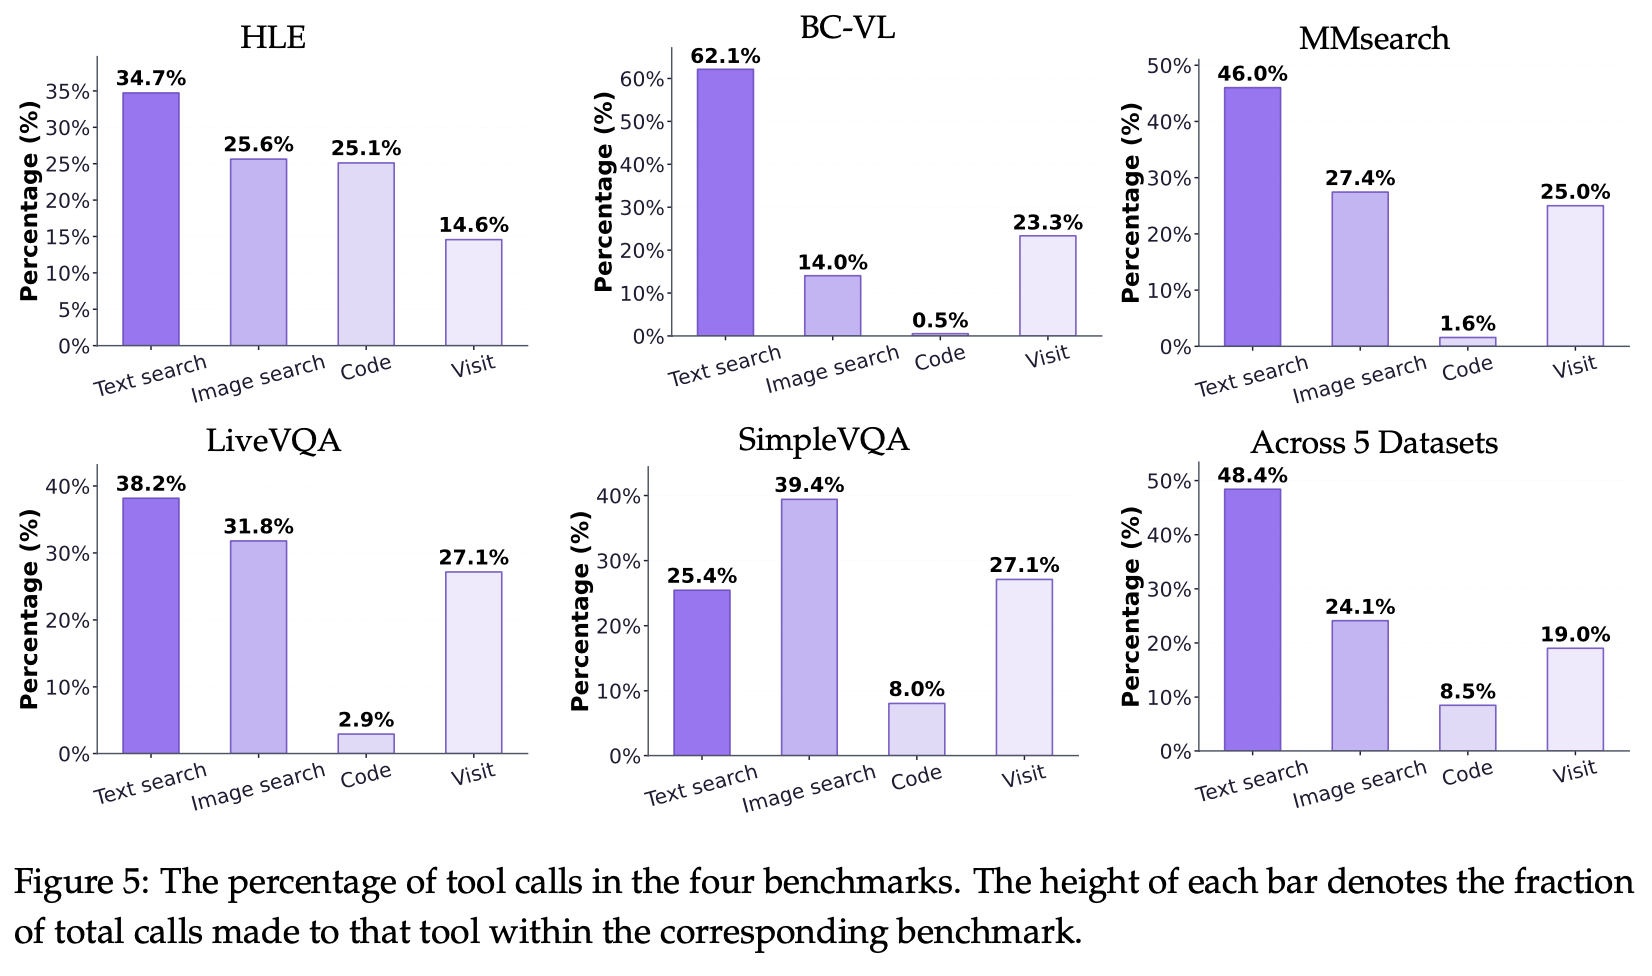 HLE
Percentage (%)
35%
30%
25%
20%
15%
10%
5%
0%
34.7%
25.6%
25.1%
14.6%
Text search
Image search
Code
Visit
BC-VL
Percentage (%)
60%
50%
40%
30%
20%
10%
0%
62.1%
14.0%
0.5%
23.3%
Text search
Image search
Code
Visit
MMsearch
Percentage (%)
50%
40%
30%
20%
10%
0%
46.0%
27.4%
1.6%
25.0%
Text search
Image search
Code
Visit
LiveVQA
Percentage (%)
40%
30%
20%
10%
0%
38.2%
31.8%
2.9%
27.1%
Text search
Image search
Code
Visit
SimpleVQA
Percentage (%)
40%
30%
20%
10%
0%
25.4%
39.4%
8.0%
27.1%
Text search
Image search
Code
Visit
Across 5 Datasets
Percentage (%)
50%
40%
30%
20%
10%
0%
48.4%
24.1%
8.5%
19.0%
Text search
Image search
Code
Visit
Figure 5: The percentage of tool calls in the four benchmarks. The height of each bar denotes the fraction
of total calls made to that tool within the corresponding benchmark.